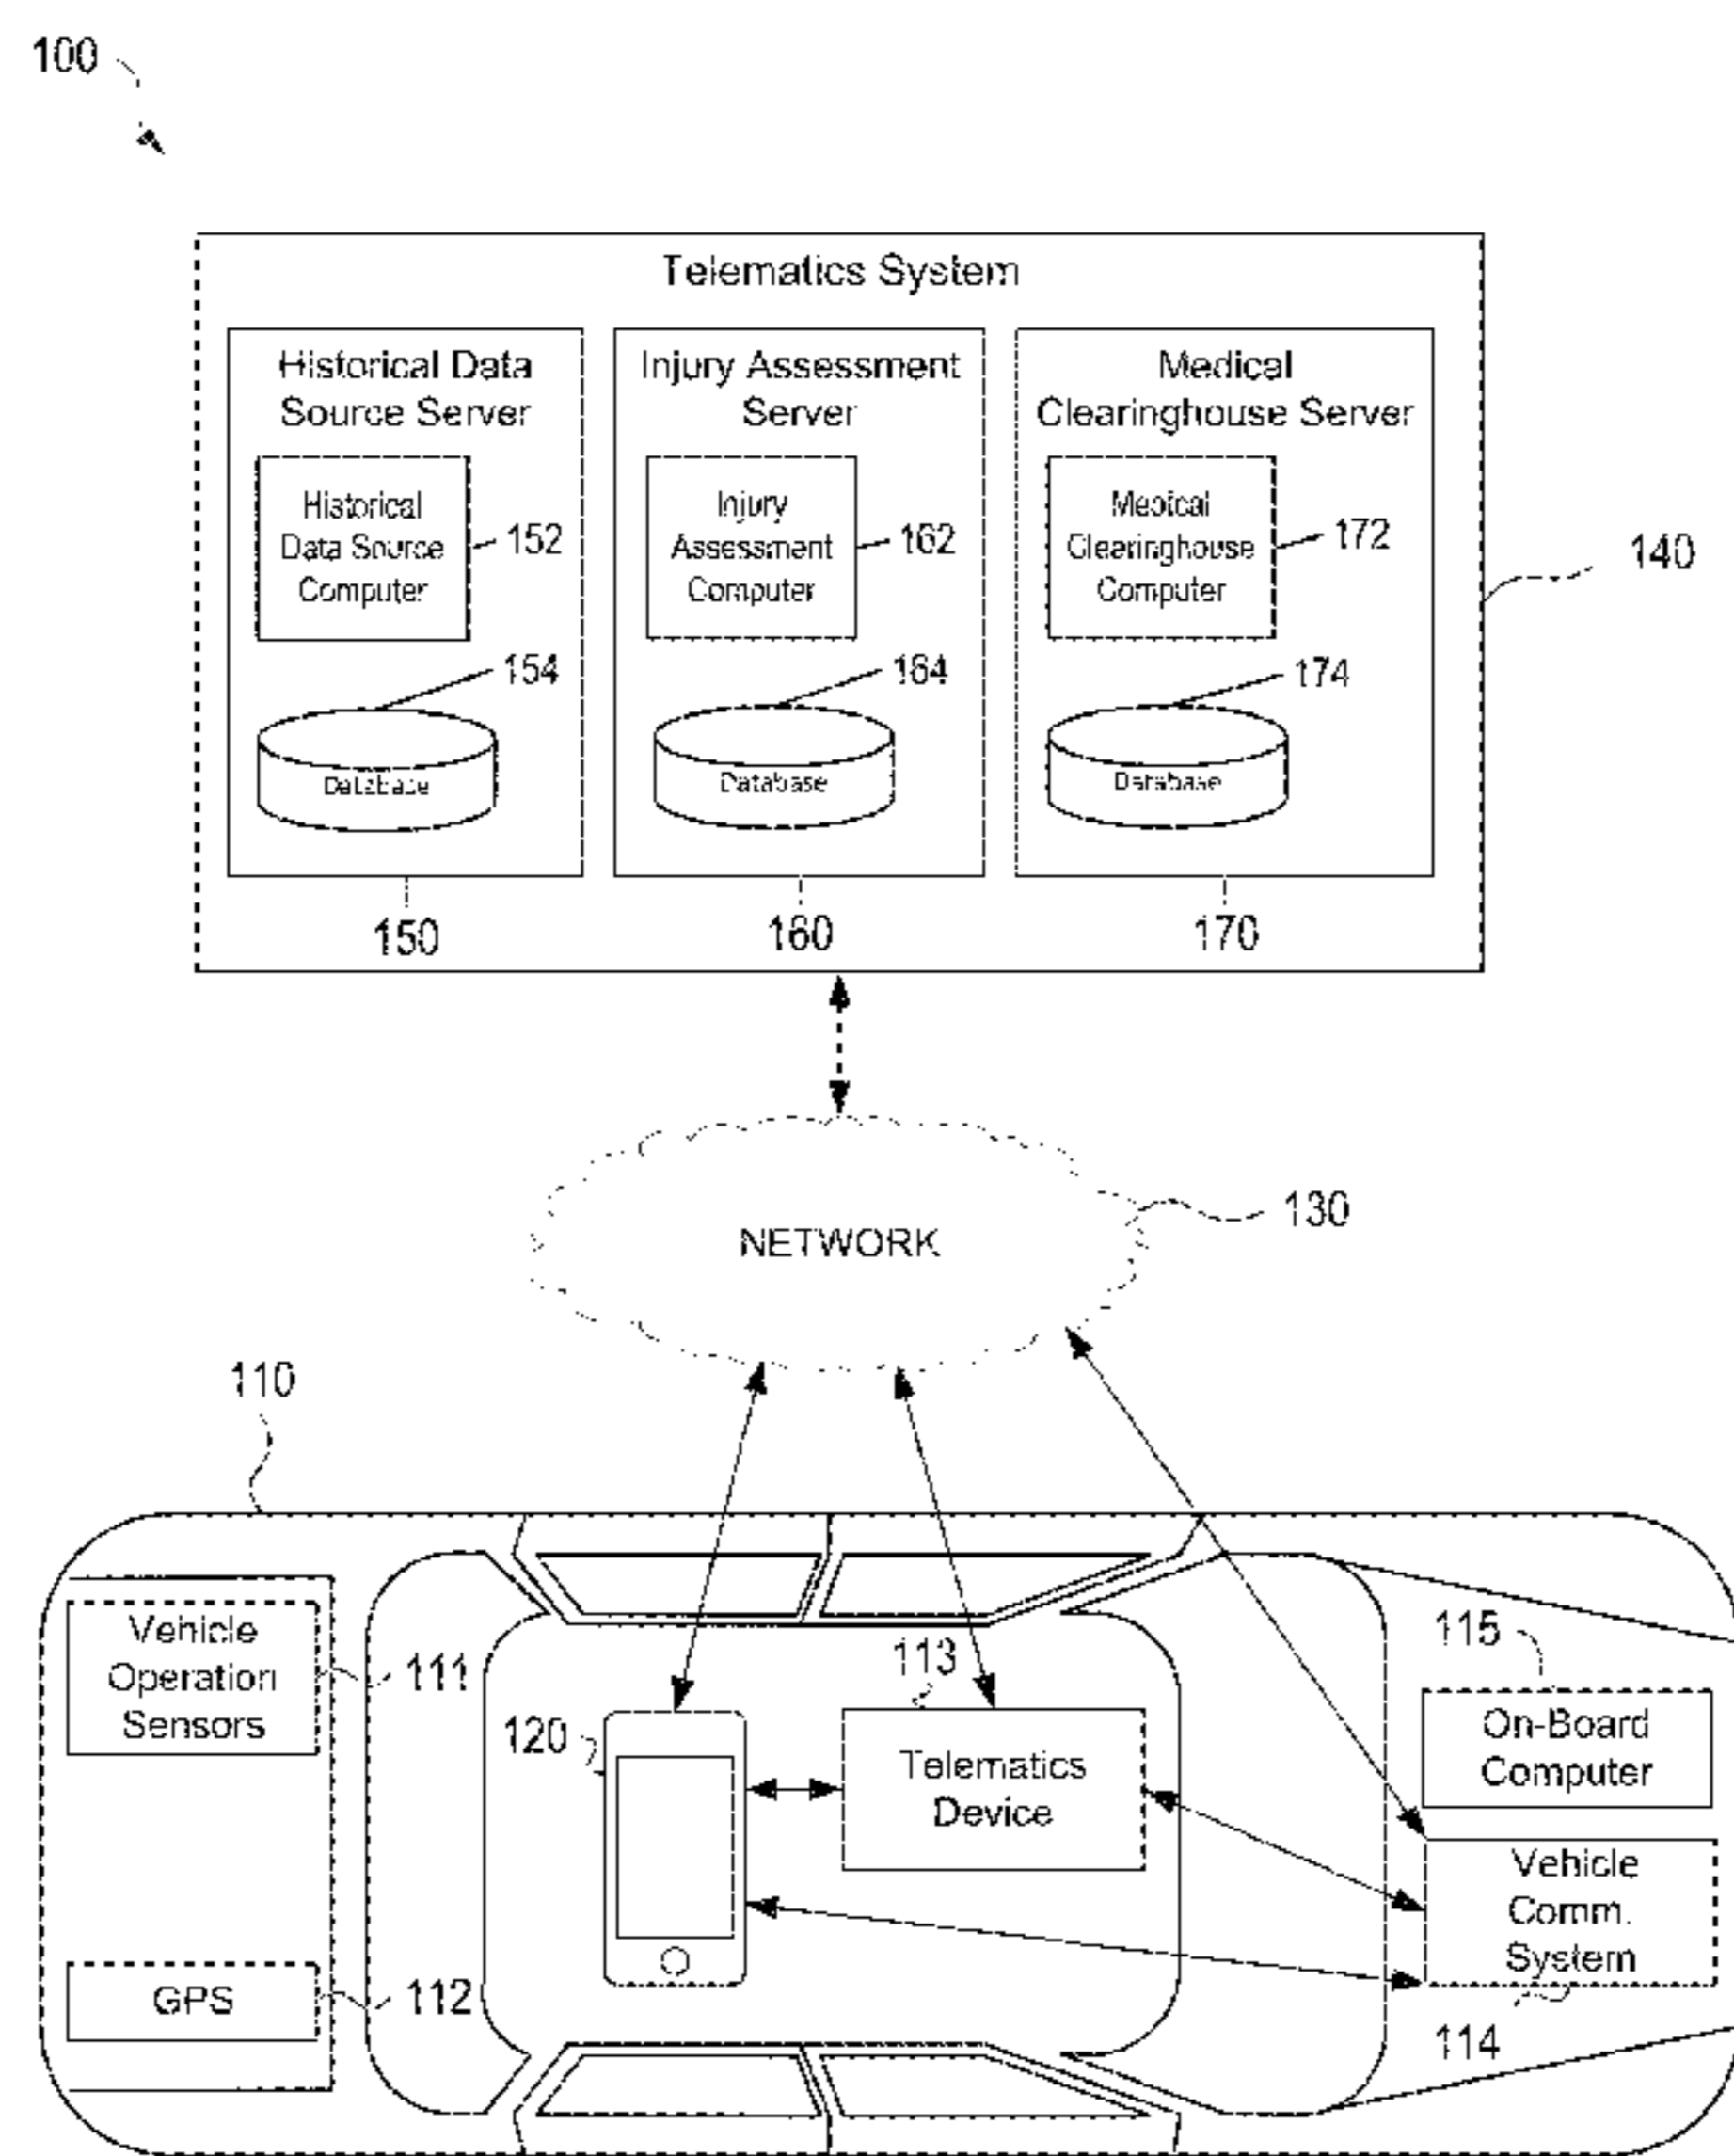 100
Telematics System
Historical Data
Source Server
Injury Assessment
Server
Medical
Clearinghouse Server
Historical
Data Source
Computer
152
Injury
Assessment
Computer
162
Medical
Clearinghouse
Computer
172
140
154
164
174
Database
Database
Database
150
160
170
NETWORK
130
110
Vehicle
Operation
Sensors
111
113
115
120
Telematics
Device
On-Board
Computer
Vehicle
Comm.
System
GPS
112
114